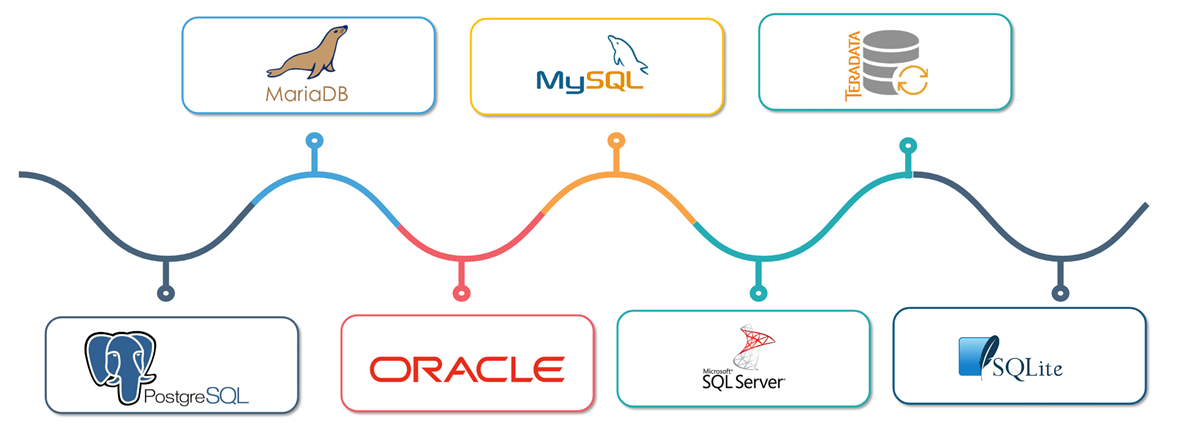 MariaDB
MySQL
TERADATA
PostgreSQL
ORACLE
Microsoft®
SQL Server®
SQLite